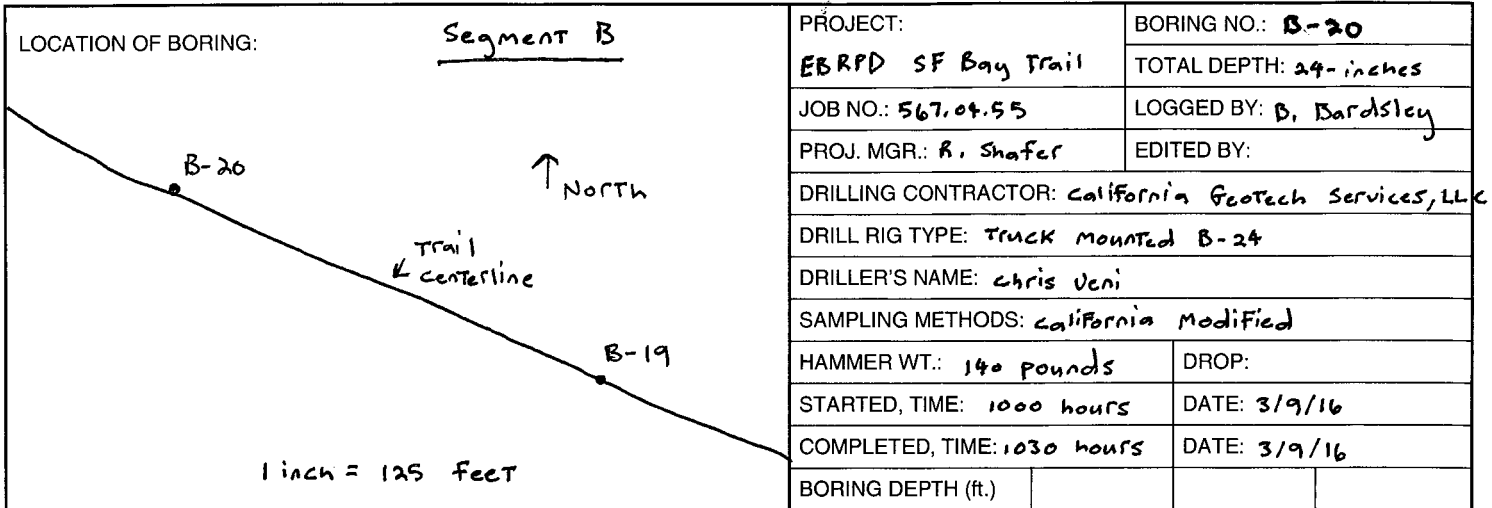 LOCATION OF BORING:
Segment B
B-20
↑ North
Trail
Centerline
B-19
1 inch = 125 feet
PROJECT:
EBRPD SF Bay Trail
BORING NO.: B-20
TOTAL DEPTH: 24-inches
JOB NO.: 567.04.55
LOGGED BY: B. Bardsley
PROJ. MGR.: R. Shafer
EDITED BY:
DRILLING CONTRACTOR: California GeoTech Services, LLC
DRILL RIG TYPE: Truck Mounted B-24
DRILLER'S NAME: Chris Veni
SAMPLING METHODS: California Modified
HAMMER WT.: 140 pounds
DROP:
STARTED, TIME: 1000 hours
DATE: 3/9/16
COMPLETED, TIME: 1030 hours
DATE: 3/9/16
BORING DEPTH (ft.)